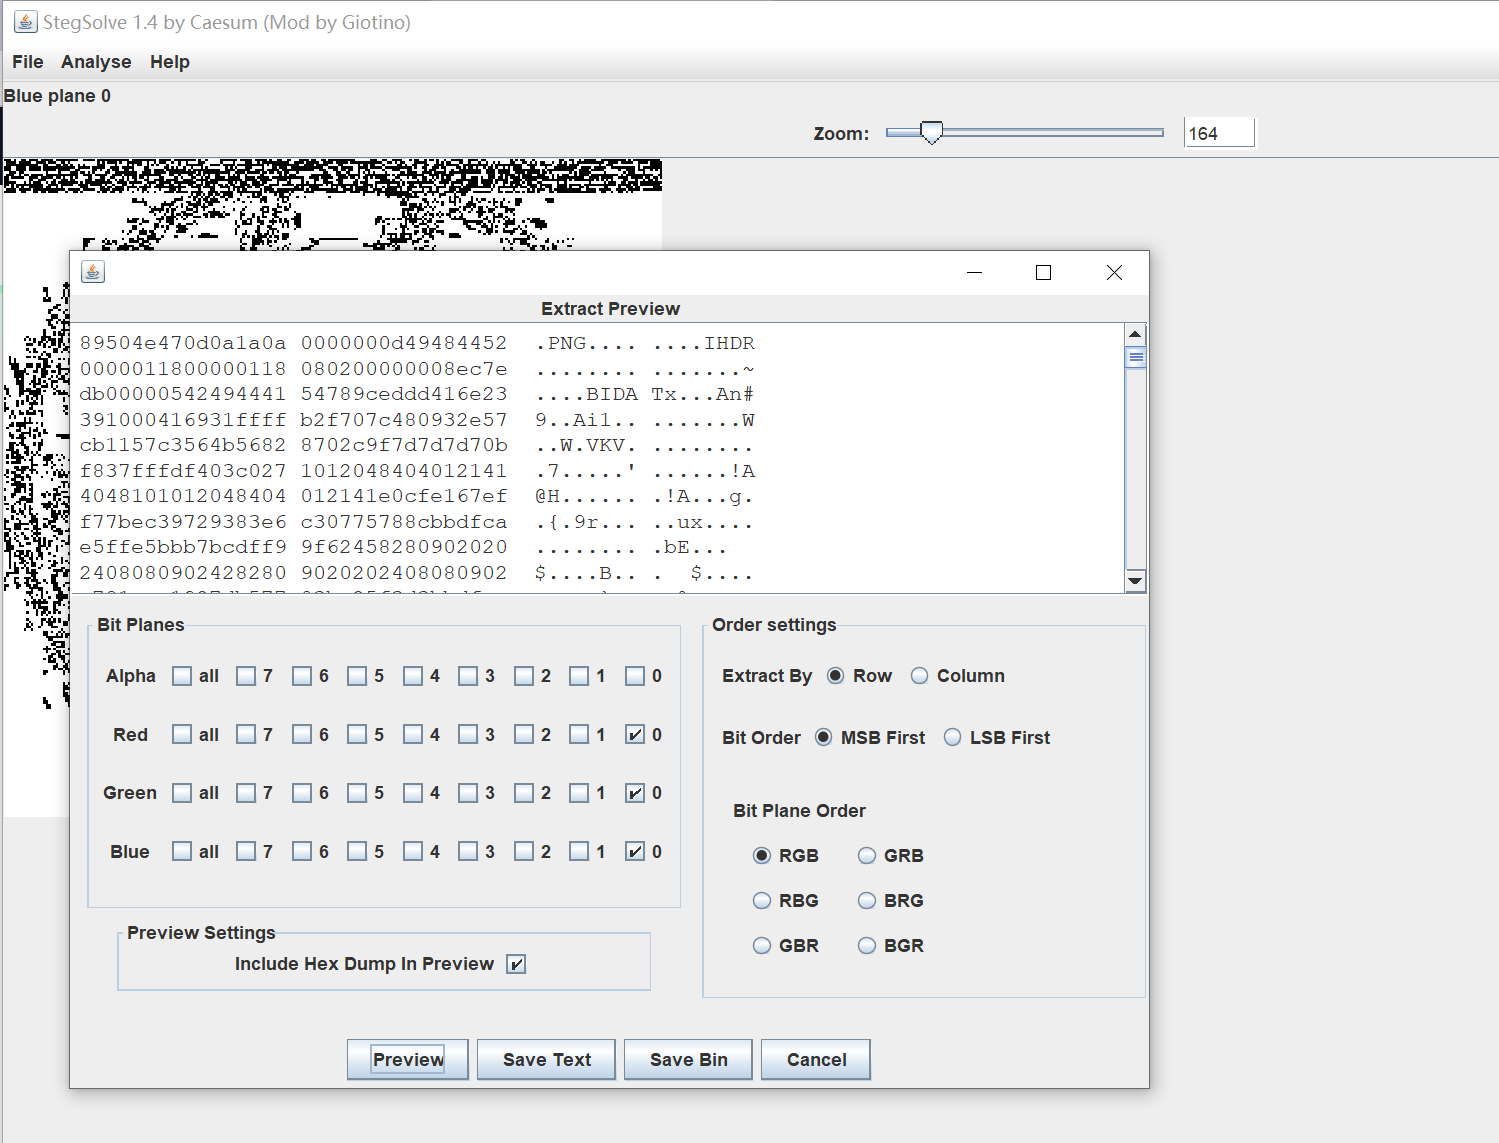 StegSolve 1.4 by Caesum (Mod by Giotino)
File Analyse Help
Blue plane 0
Zoom: 164
Extract Preview
89504e470d0a1a0a 0000000d49484452 .PNG.... ....IHDR
0000011800000118 080200000008ec7e ........ .......~
db00000542494441 54789ceddd416e23 ....BIDA Tx...An#
391000416931ffff b2f707c480932e57 9..Ai1.. .......W
cb1157c3564b5682 8702c9f7d7d7d70b ..W.VKV. ........
f837fffdf403c027 1012048404012141 .7.....' ......!A
4048101012048404 012141e0cfe167ef @H...... .!A...g.
f77bec39729383e6 c30775788cbbdfca .{.9r... ..ux....
e5ffe5bbb7bcdff9 9f62458280902020 ........ .bE...
2408080902428280 9020202408080902 $....B.. . $....
Bit Planes
Alpha all 7 6 5 4 3 2 1 0
Red all 7 6 5 4 3 2 1 0
Green all 7 6 5 4 3 2 1 0
Blue all 7 6 5 4 3 2 1 0
Preview Settings
Include Hex Dump In Preview
Order settings
Extract By Row Column
Bit Order MSB First LSB First
Bit Plane Order
RGB GRB
RBG BRG
GBR BGR
Preview Save Text Save Bin Cancel